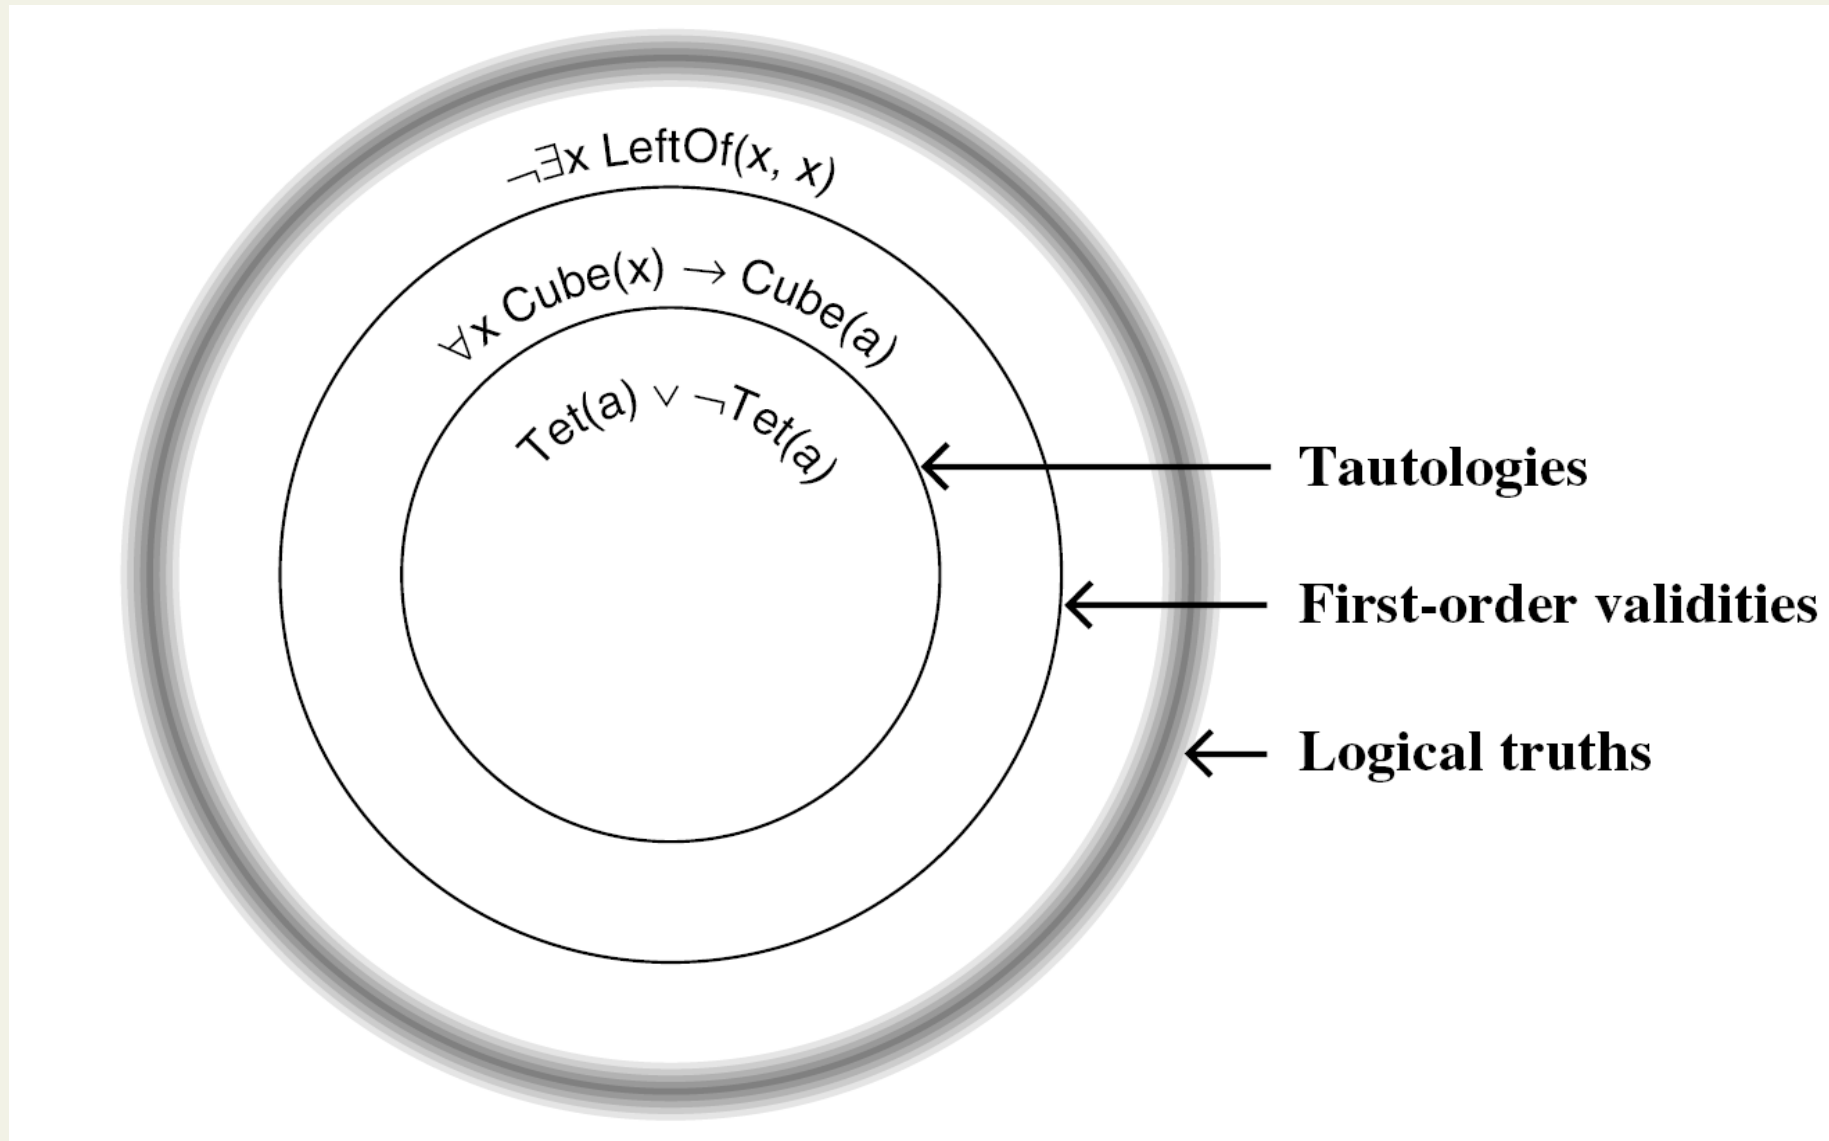 ¬∃x LeftOf(x, x)
∀x Cube(x) → Cube(a)
Tet(a) ∨ ¬Tet(a)
Tautologies
First-order validities
Logical truths